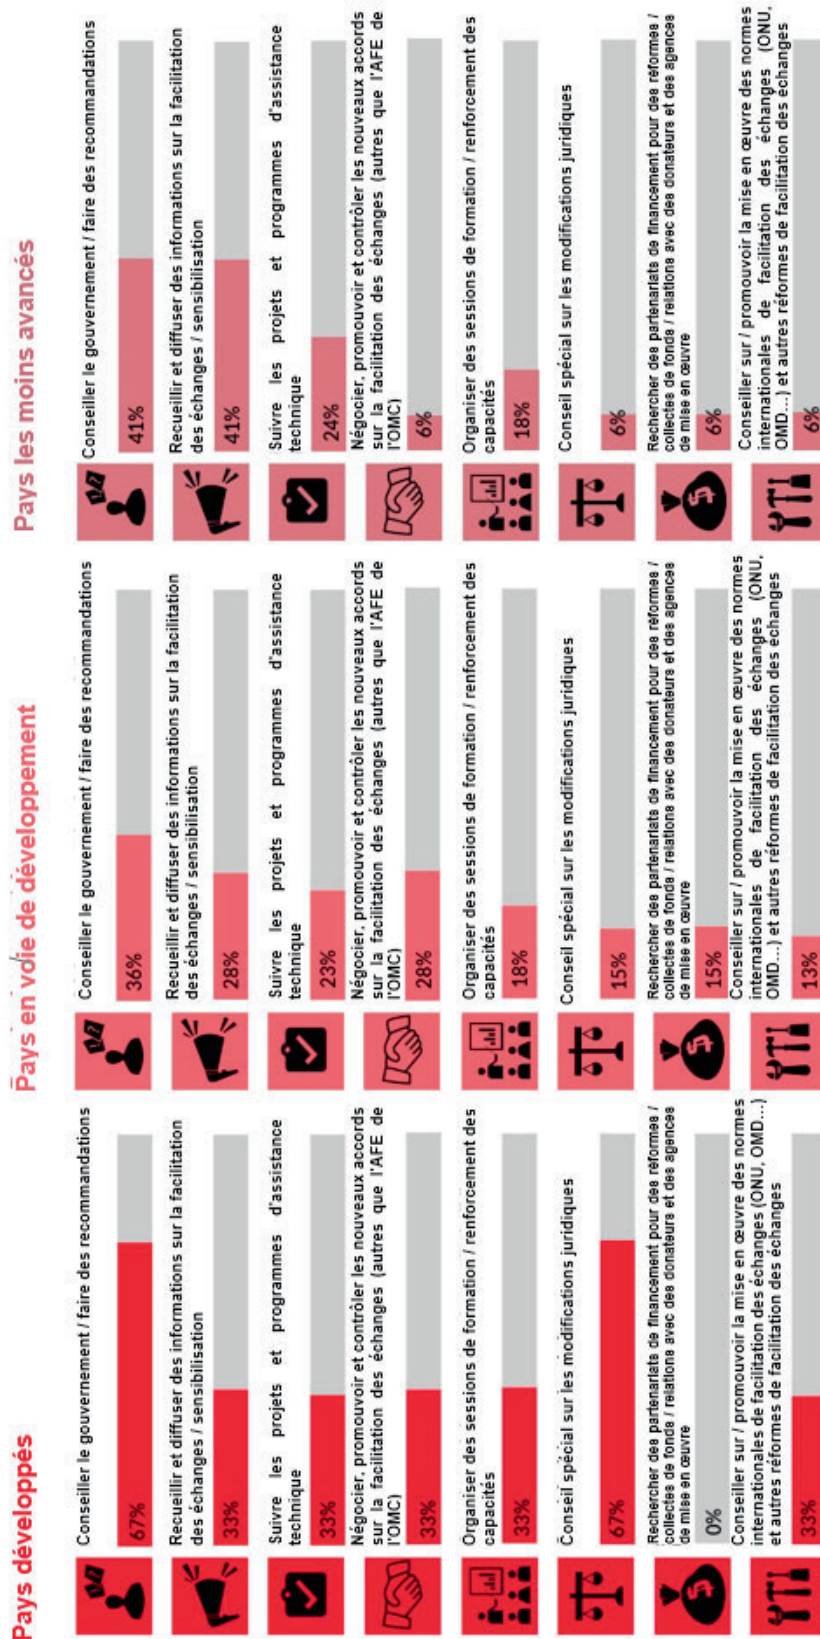 Pays développés
Conseiller le gouvernement / faire des recommandations
67%
Recueillir et diffuser des informations sur la facilitation
des échanges / sensibilisation
33%
Suivre les projets et programmes d'assistance
technique
33%
Négocier, promouvoir et contrôler les nouveaux accords
sur la facilitation des échanges (autres que l'AFE de
l'OMC)
33%
Organiser des sessions de formation / renforcement des
capacités
33%
Conseil spécial sur les modifications juridiques
67%
Rechercher des partenariats de financement pour des réformes /
collectes de fonds / relations avec des donateurs et des agences
de mise en œuvre
0%
Conseiller sur / promouvoir la mise en œuvre des normes
internationales de facilitation des échanges (ONU, OMD...)
et autres réformes de facilitation des échanges
33%
Pays en voie de développement
Conseiller le gouvernement / faire des recommandations
36%
Recueillir et diffuser des informations sur la facilitation
des échanges / sensibilisation
28%
Suivre les projets et programmes d'assistance
technique
23%
Négocier, promouvoir et contrôler les nouveaux accords
sur la facilitation des échanges (autres que l'AFE de
l'OMC)
28%
Organiser des sessions de formation / renforcement des
capacités
18%
Conseil spécial sur les modifications juridiques
15%
Rechercher des partenariats de financement pour des réformes /
collectes de fonds / relations avec des donateurs et des agences
de mise en œuvre
15%
Conseiller sur / promouvoir la mise en œuvre des normes
internationales de facilitation des échanges (ONU,
OMD...) et autres réformes de facilitation des échanges
13%
Pays les moins avancés
Conseiller le gouvernement / faire des recommandations
41%
Recueillir et diffuser des informations sur la facilitation
des échanges / sensibilisation
41%
Suivre les projets et programmes d'assistance
technique
24%
Négocier, promouvoir et contrôler les nouveaux accords
sur la facilitation des échanges (autres que l'AFE de
l'OMC)
6%
Organiser des sessions de formation / renforcement des
capacités
18%
Conseil spécial sur les modifications juridiques
6%
Rechercher des partenariats de financement pour des réformes /
collectes de fonds / relations avec des donateurs et des agences
de mise en œuvre
6%
Conseiller sur / promouvoir la mise en œuvre des normes
internationales de facilitation des échanges (ONU,
OMD...) et autres réformes de facilitation des échanges
6%